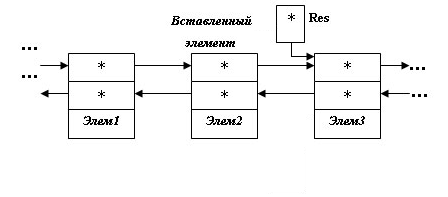 Вставленный
элемент
* Res
...
...
* * * ...
* * * ...
Элем1 Элем2 Элем3